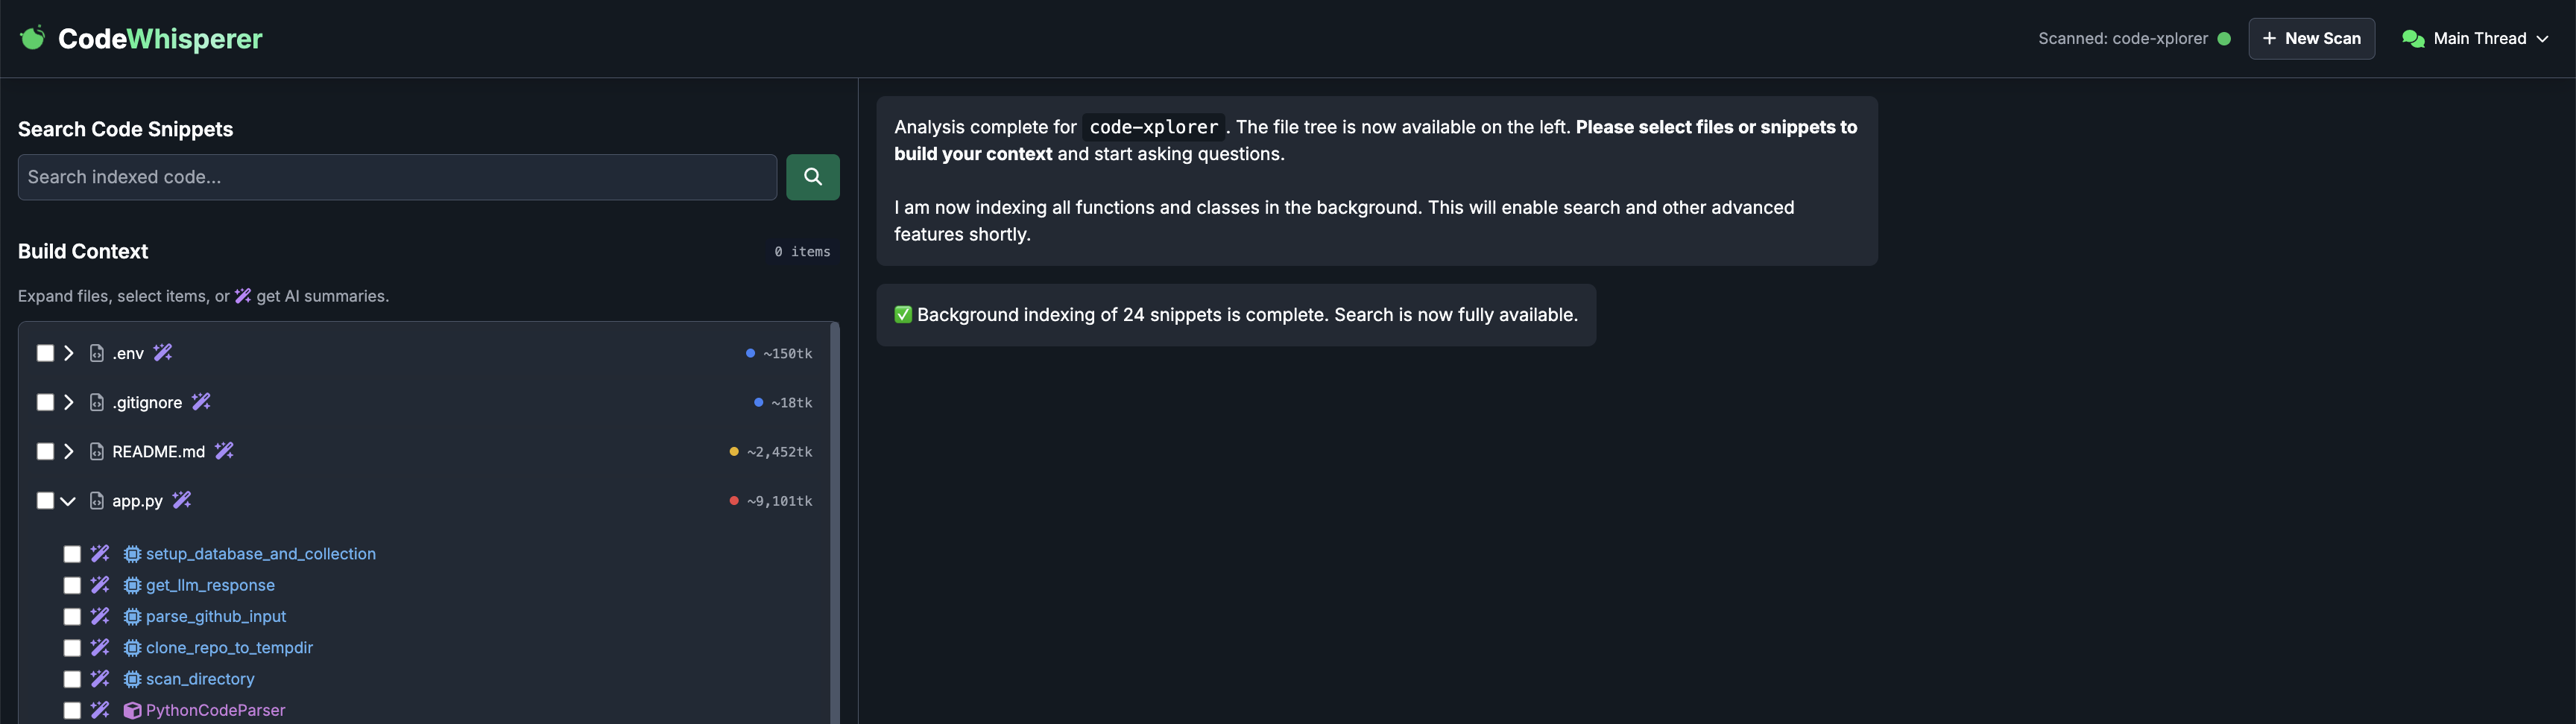 CodeWhisperer
Scanned: code-xplorer
+ New Scan
Main Thread
Search Code Snippets
Search indexed code...
Build Context
0 items
Expand files, select items, or get AI summaries.
.env
~150tk
.gitignore
~18tk
README.md
~2,452tk
app.py
~9,101tk
setup_database_and_collection
get_llm_response
parse_github_input
clone_repo_to_tempdir
scan_directory
PythonCodeParser
Analysis complete for code-xplorer. The file tree is now available on the left. Please select files or snippets to
build your context and start asking questions.
I am now indexing all functions and classes in the background. This will enable search and other advanced
features shortly.
✅ Background indexing of 24 snippets is complete. Search is now fully available.